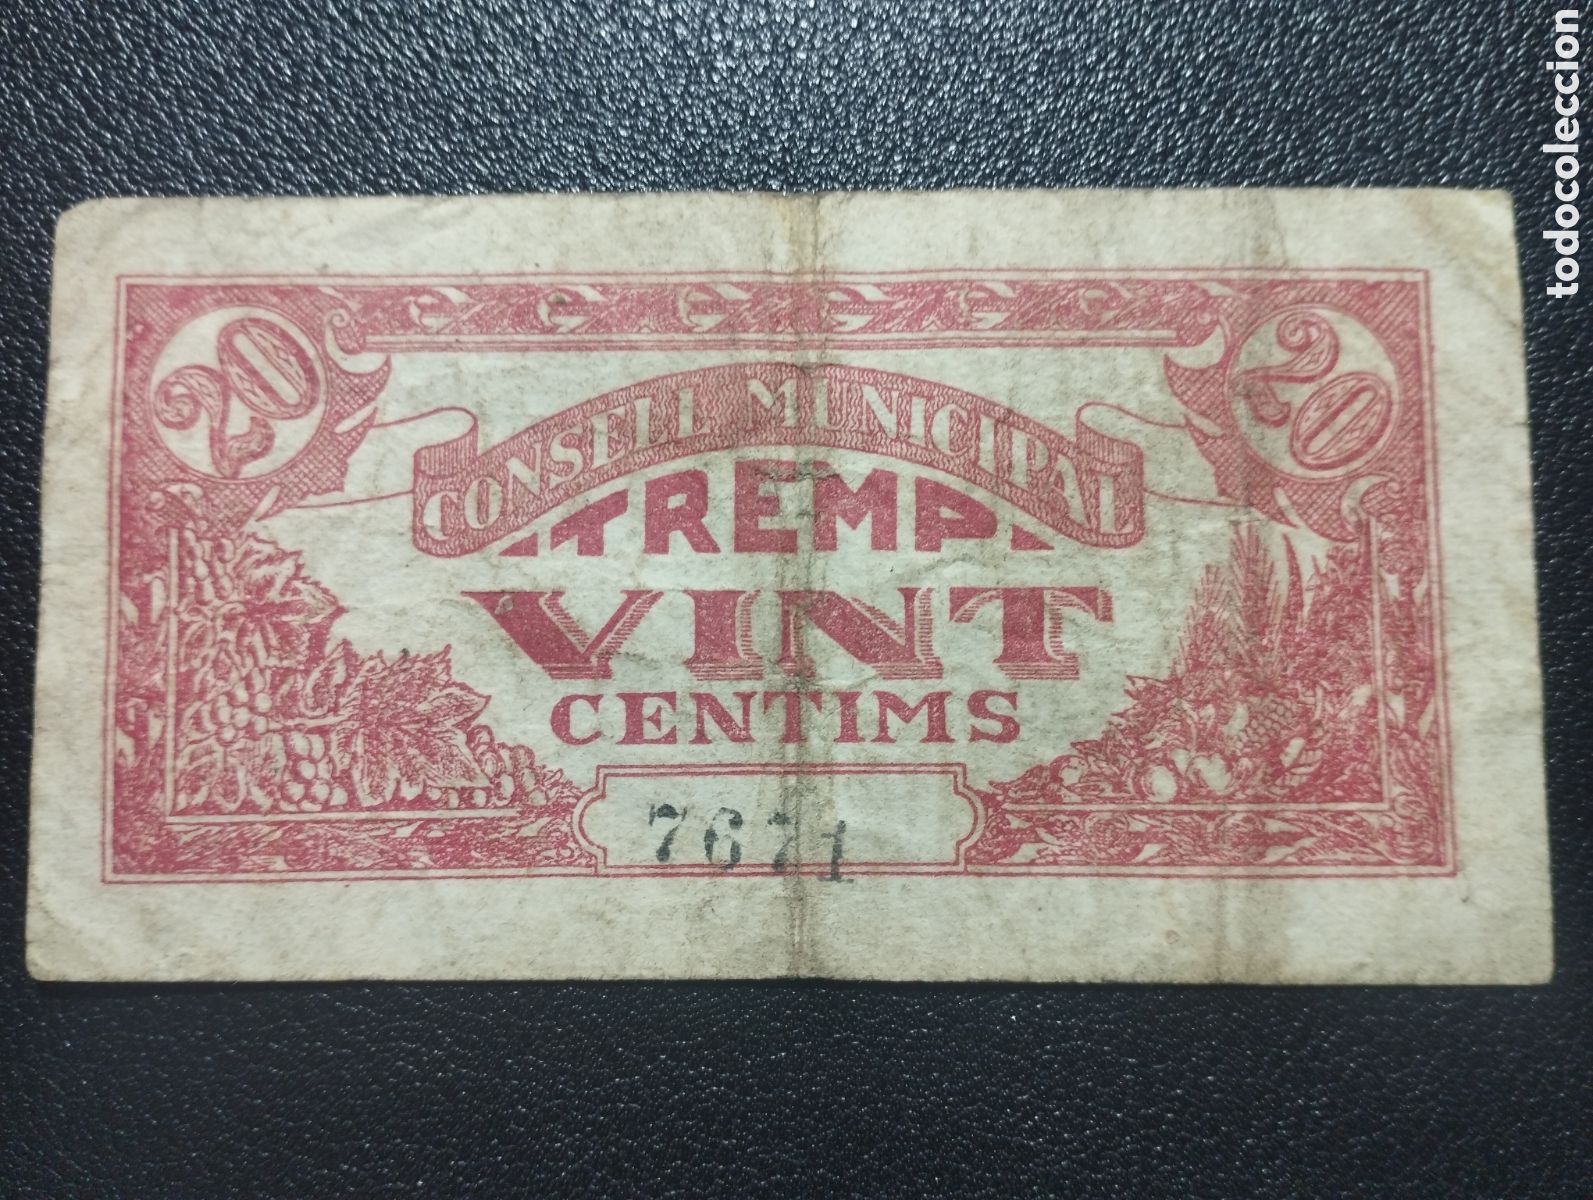 20
20
CONSELL MUNICIPAL
TREMP
VINT
CENTIMS
7671
todocoleccion